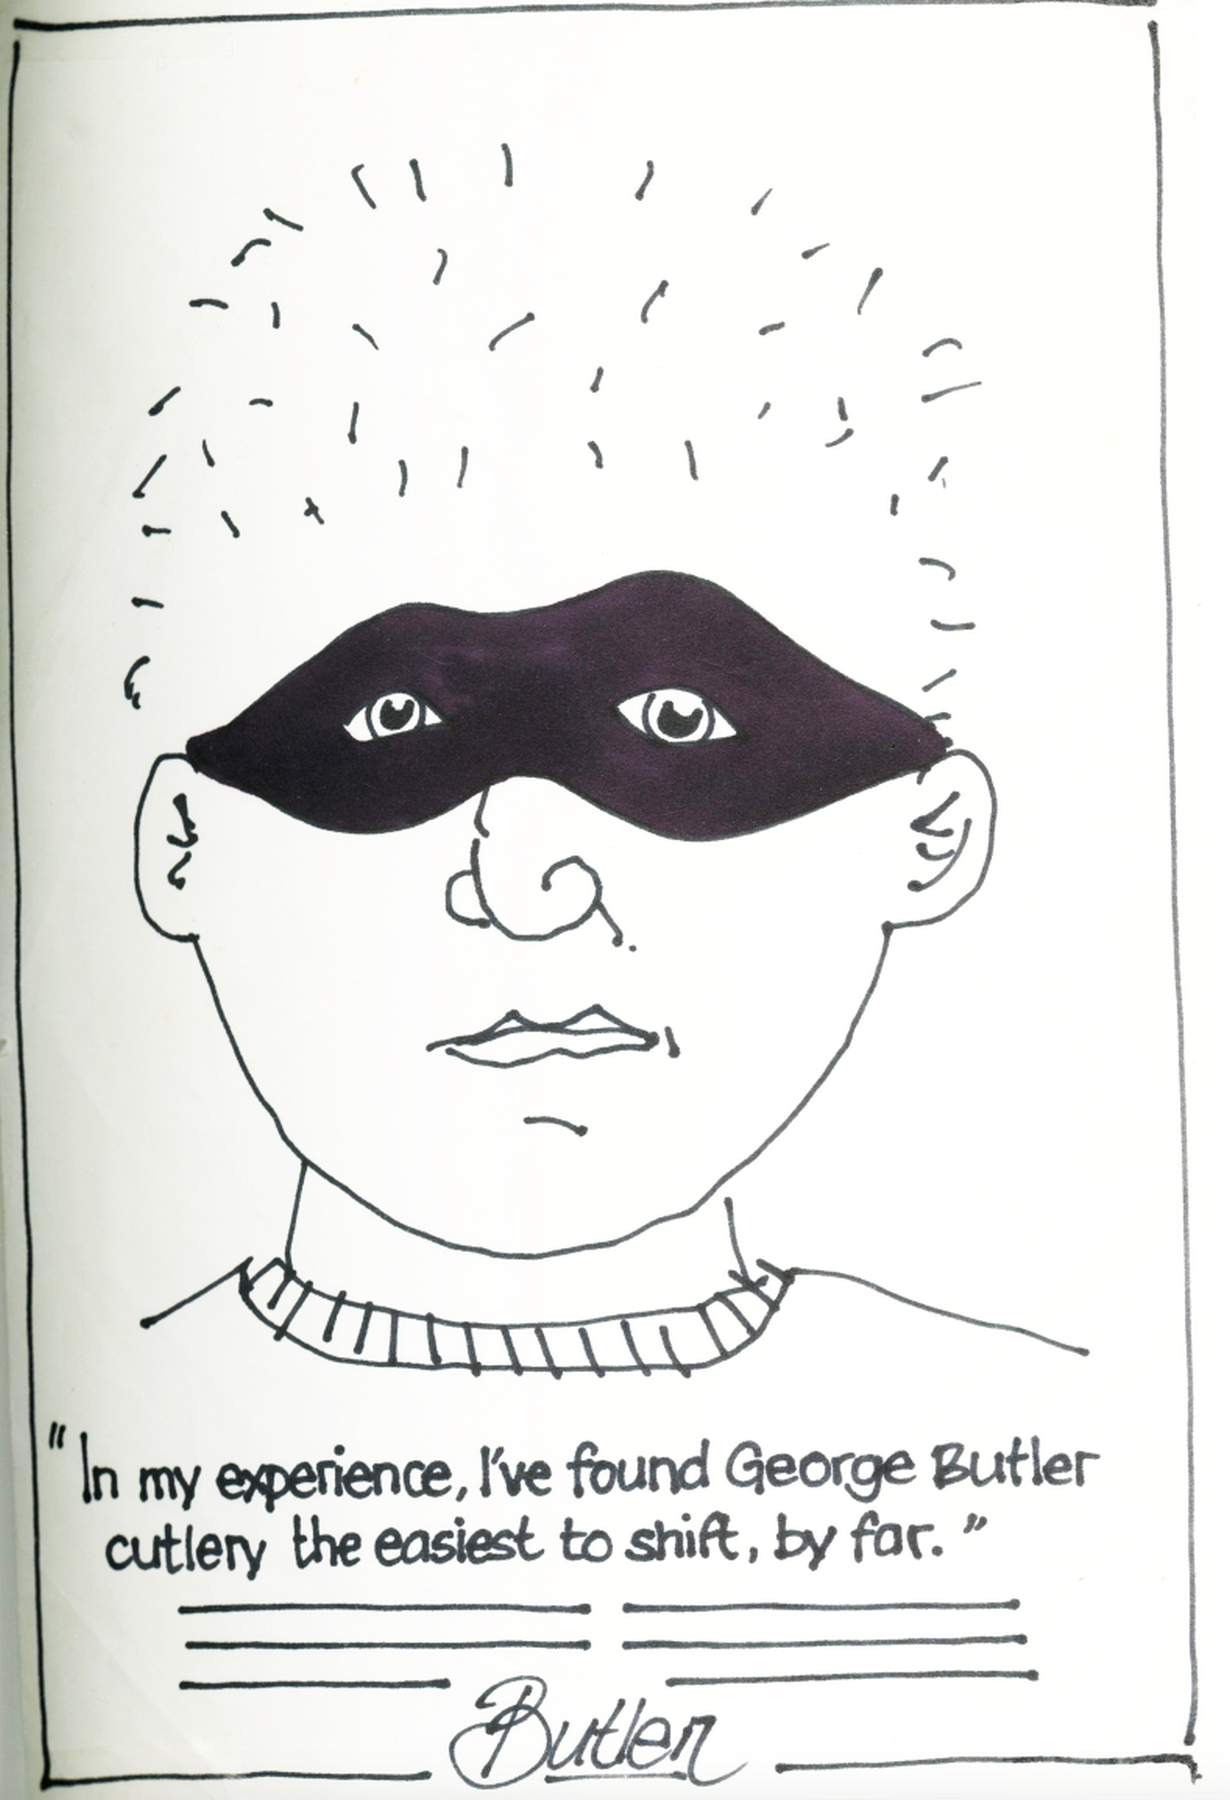 "In my experience, I've found George Butler
cutlery the easiest to shift, by far."
Butler